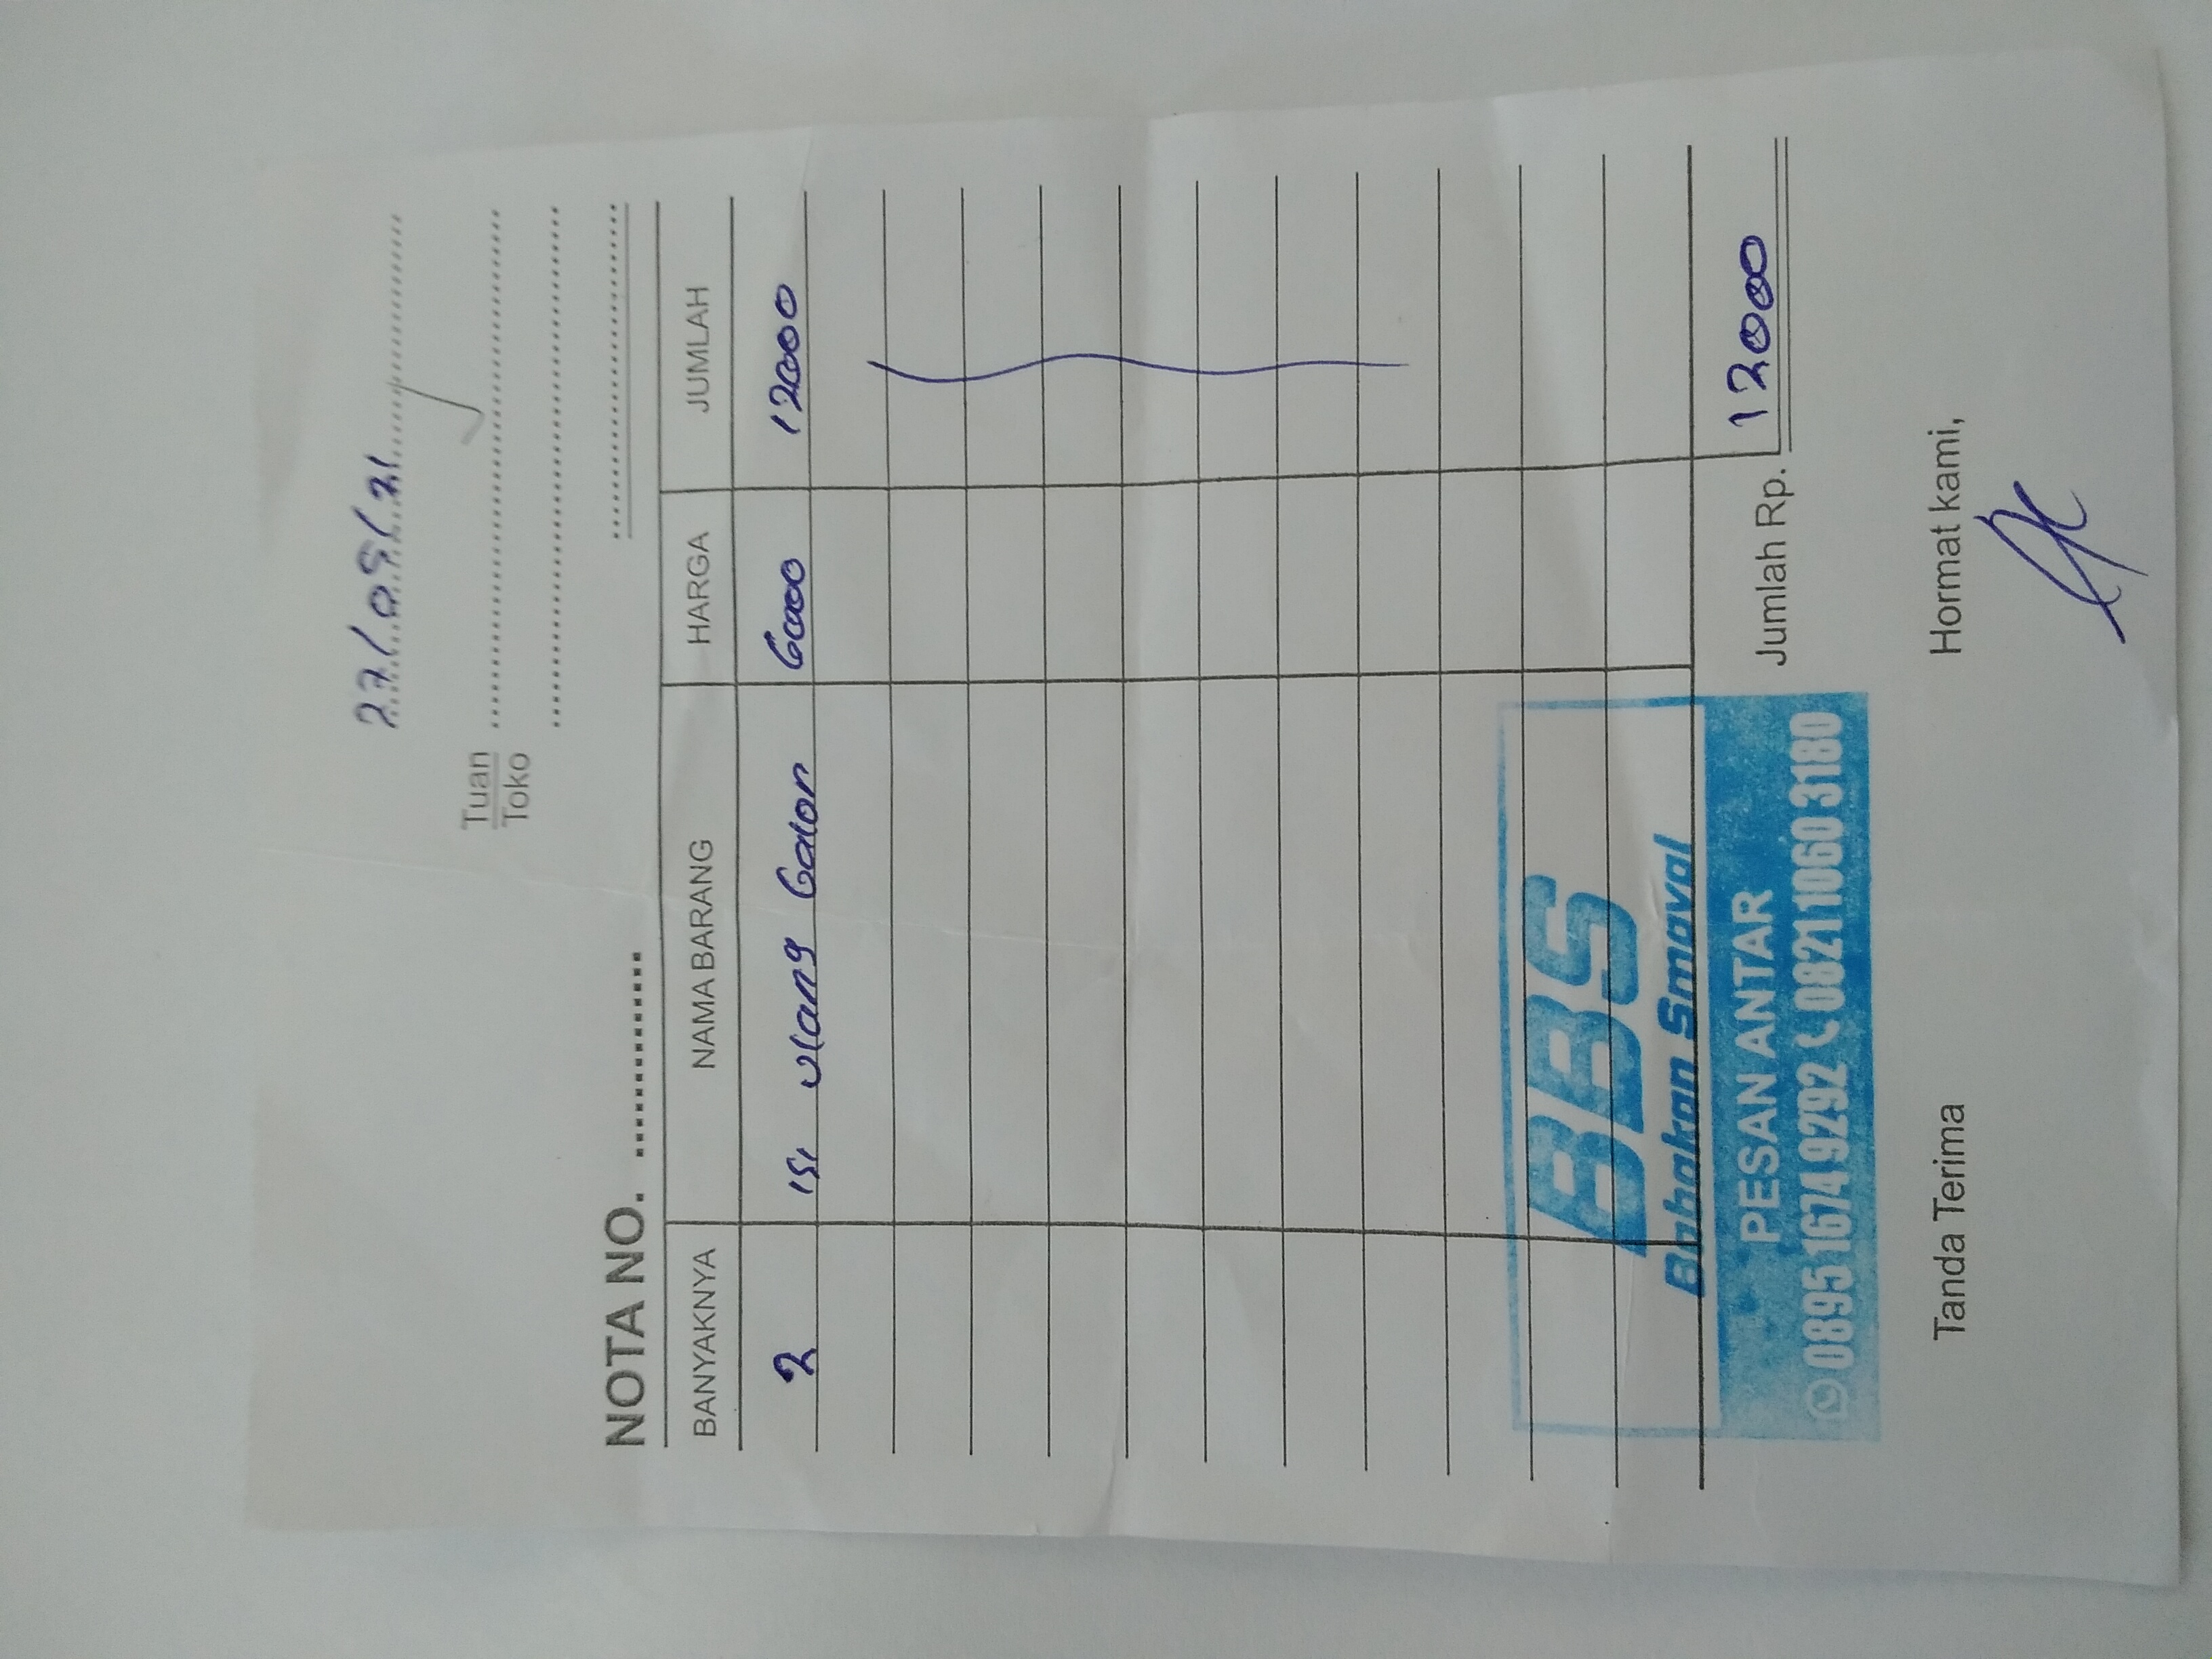 27/09/21
Tuan
Toko
NOTA NO.
BANYAKNYA NAMA BARANG HARGA JUMLAH
2 isi ulang Galon 6000 12000
BBS
Babakan Smayal
PESAN ANTAR
0895 1674 9292 0821 1060 3180
Jumlah Rp. 12000
Tanda Terima Hormat kami,